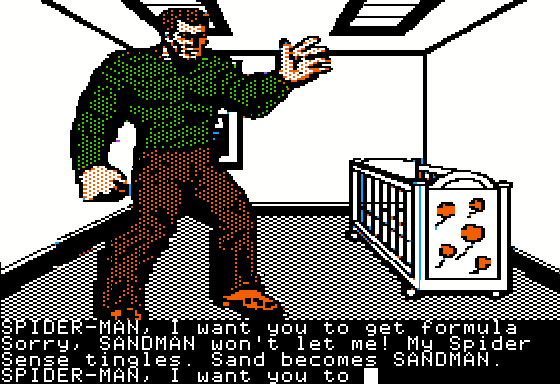 SPIDER-MAN, I want you to get formula
Sorry, SANDMAN won't let me! My Spider
Sense tingles. Sand becomes SANDMAN.
SPIDER-MAN, I want you to